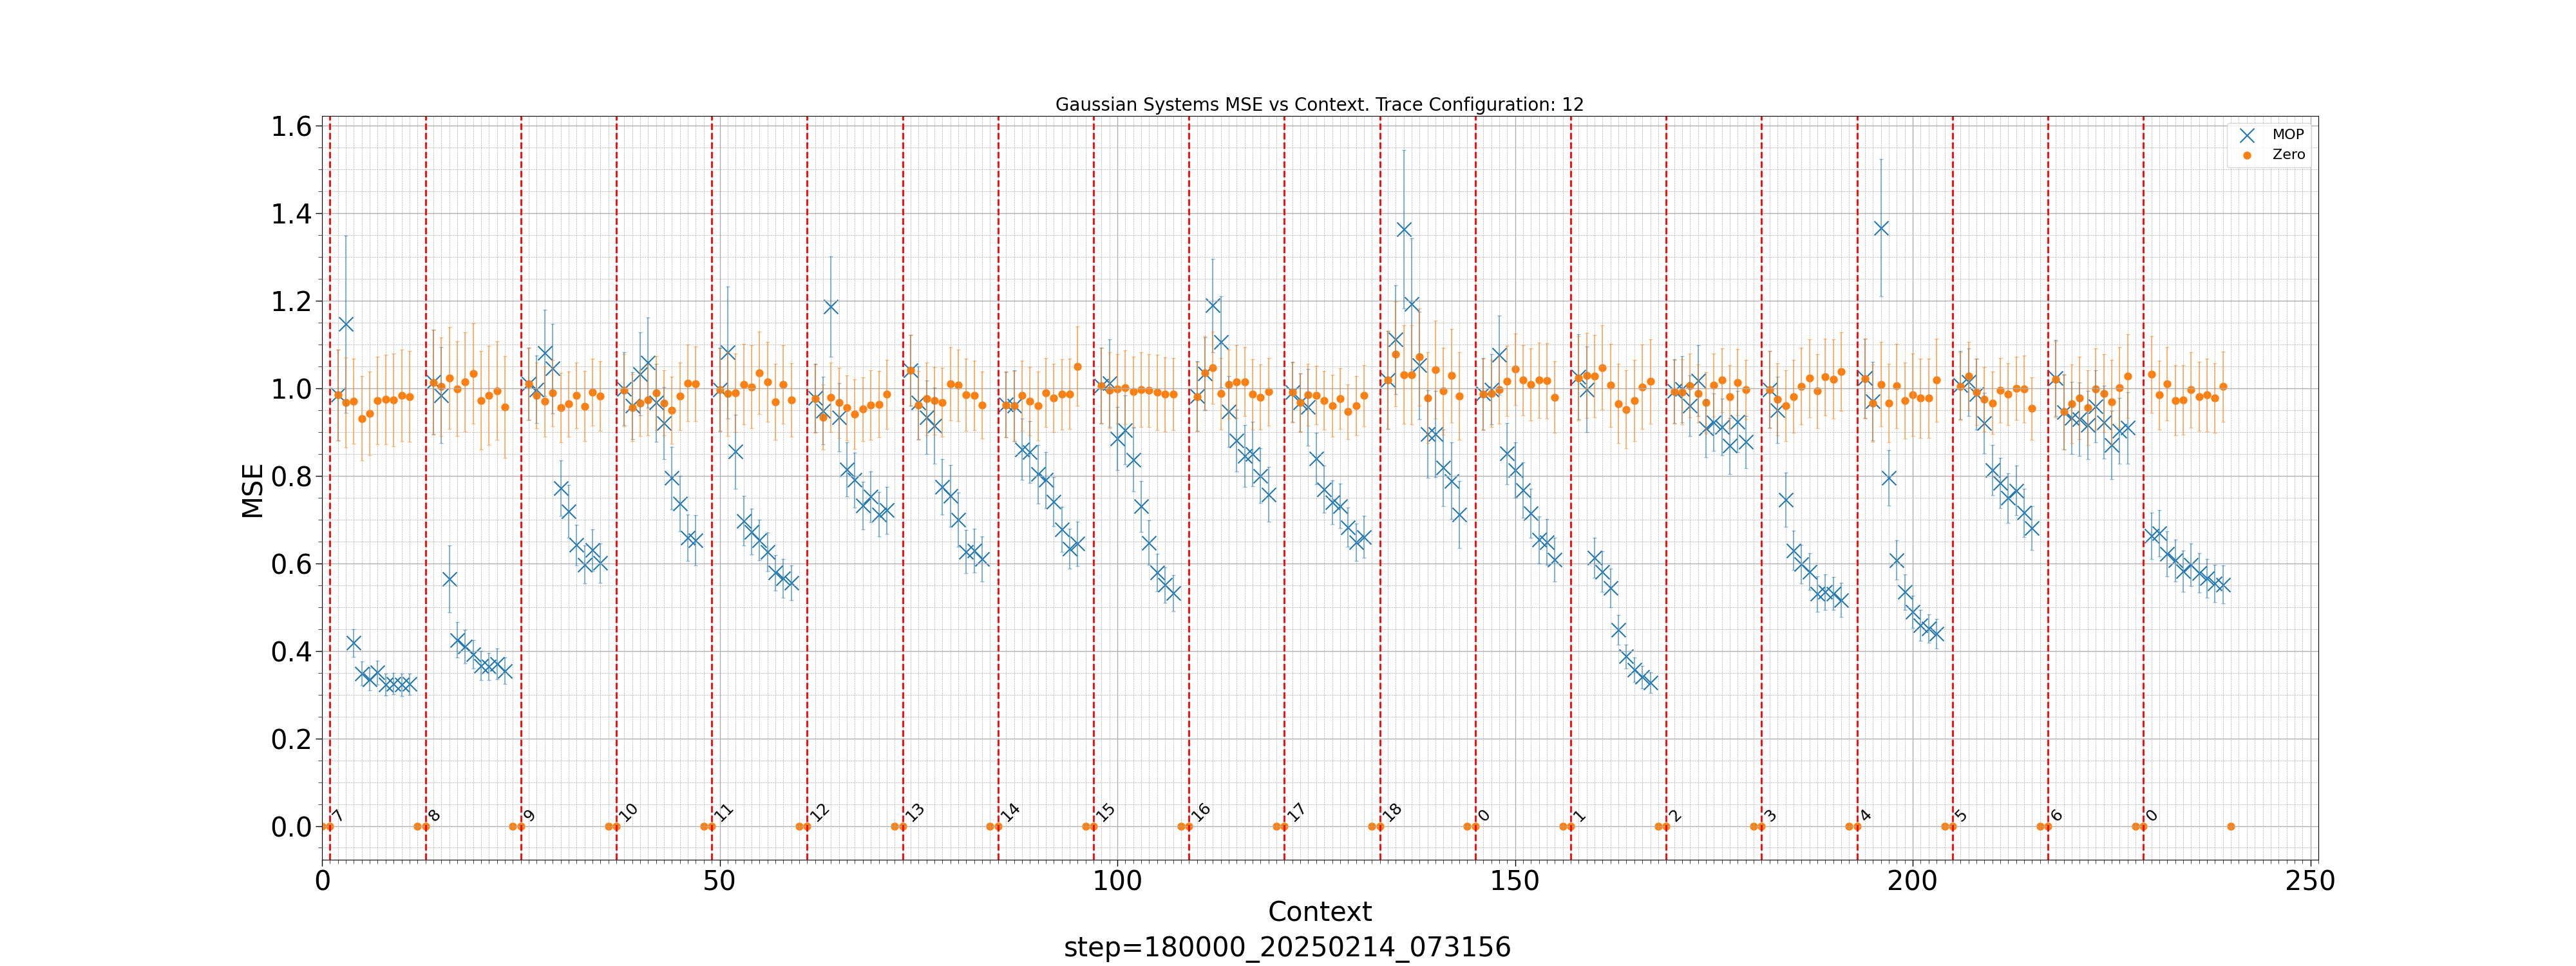 Gaussian Systems MSE vs Context. Trace Configuration: 12
MOP
Zero
MSE
1.6
1.4
1.2
1.0
0.8
0.6
0.4
0.2
0.0
7 8 9 10 11 12 13 14 15 16 17 18 0 1 2 3 4 5 6 0
0 50 100 150 200 250
Context
step=180000_20250214_073156